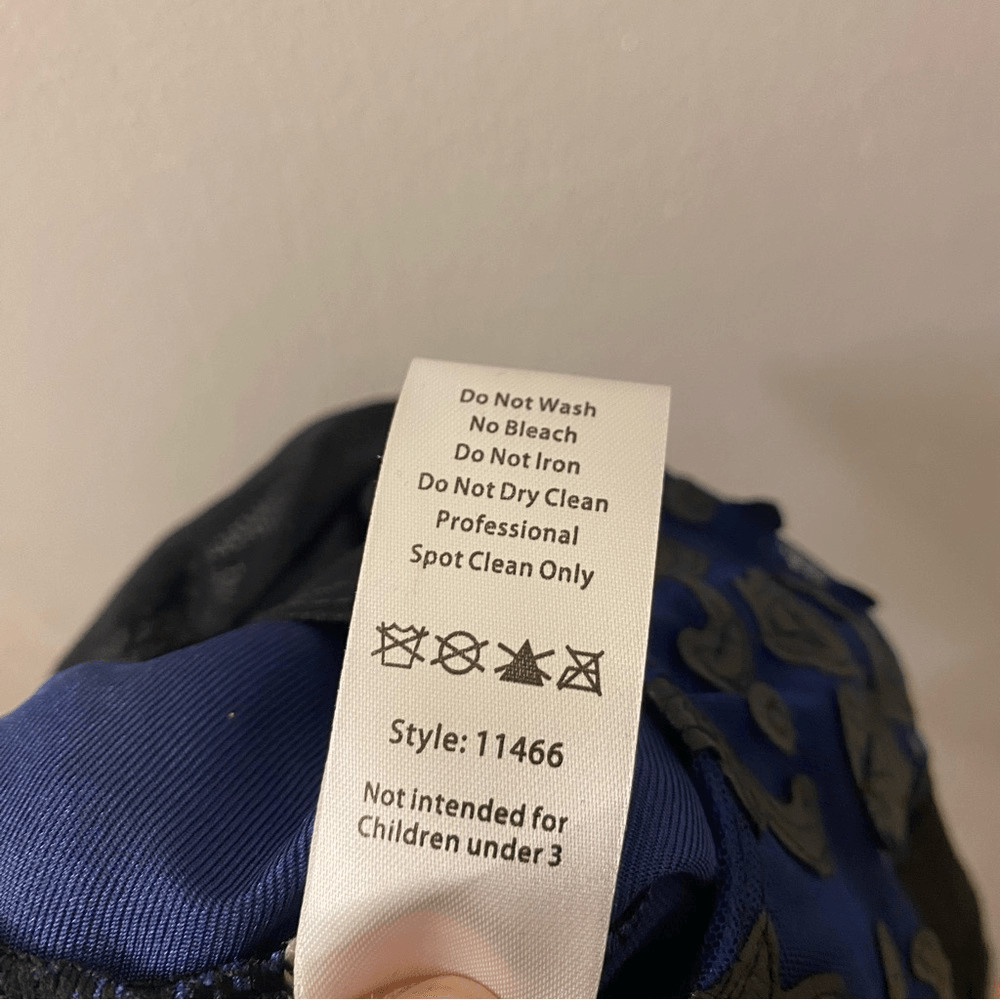 Do Not Wash
No Bleach
Do Not Iron
Do Not Dry Clean
Professional
Spot Clean Only
Style: 11466
Not intended for
Children under 3